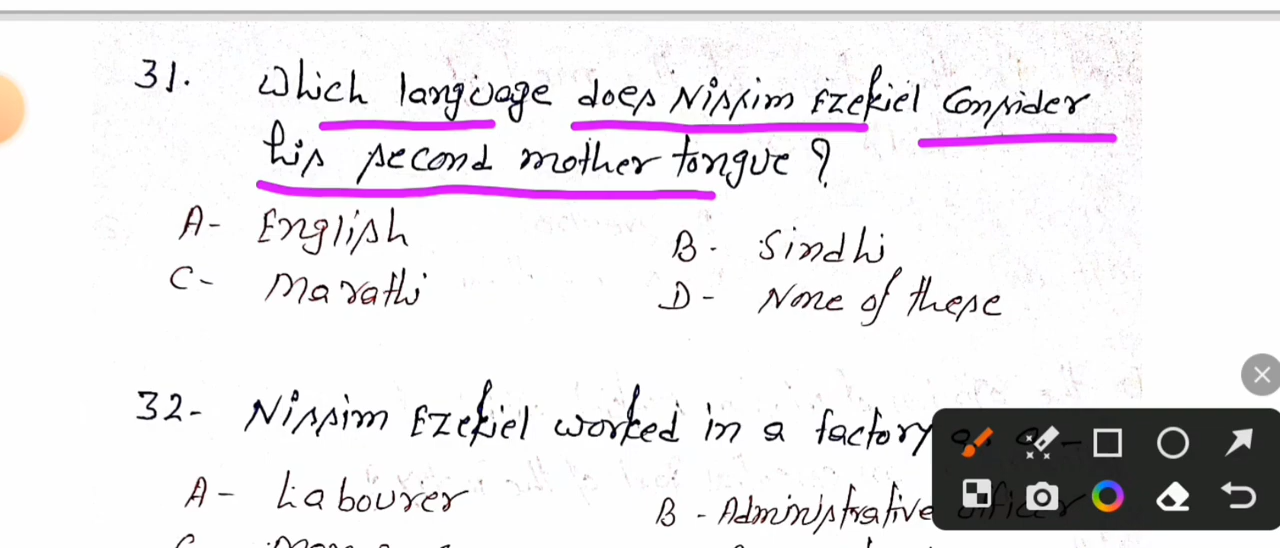 31. Which language does Nissim Ezekiel Consider
his second mother tongue ?
A- English
B- Sindhi
C- Marathi
D- None of these
32- Nissim Ezekiel worked in a factory
A- Labourer
B- Administrative